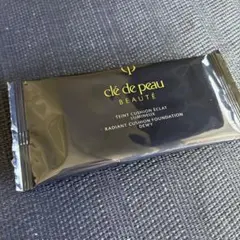 clé de peau
BEAUTÉ
TEINT CUSHION ÉCLAT
LUMINEUX
RADIANT CUSHION FOUNDATION
DEWY